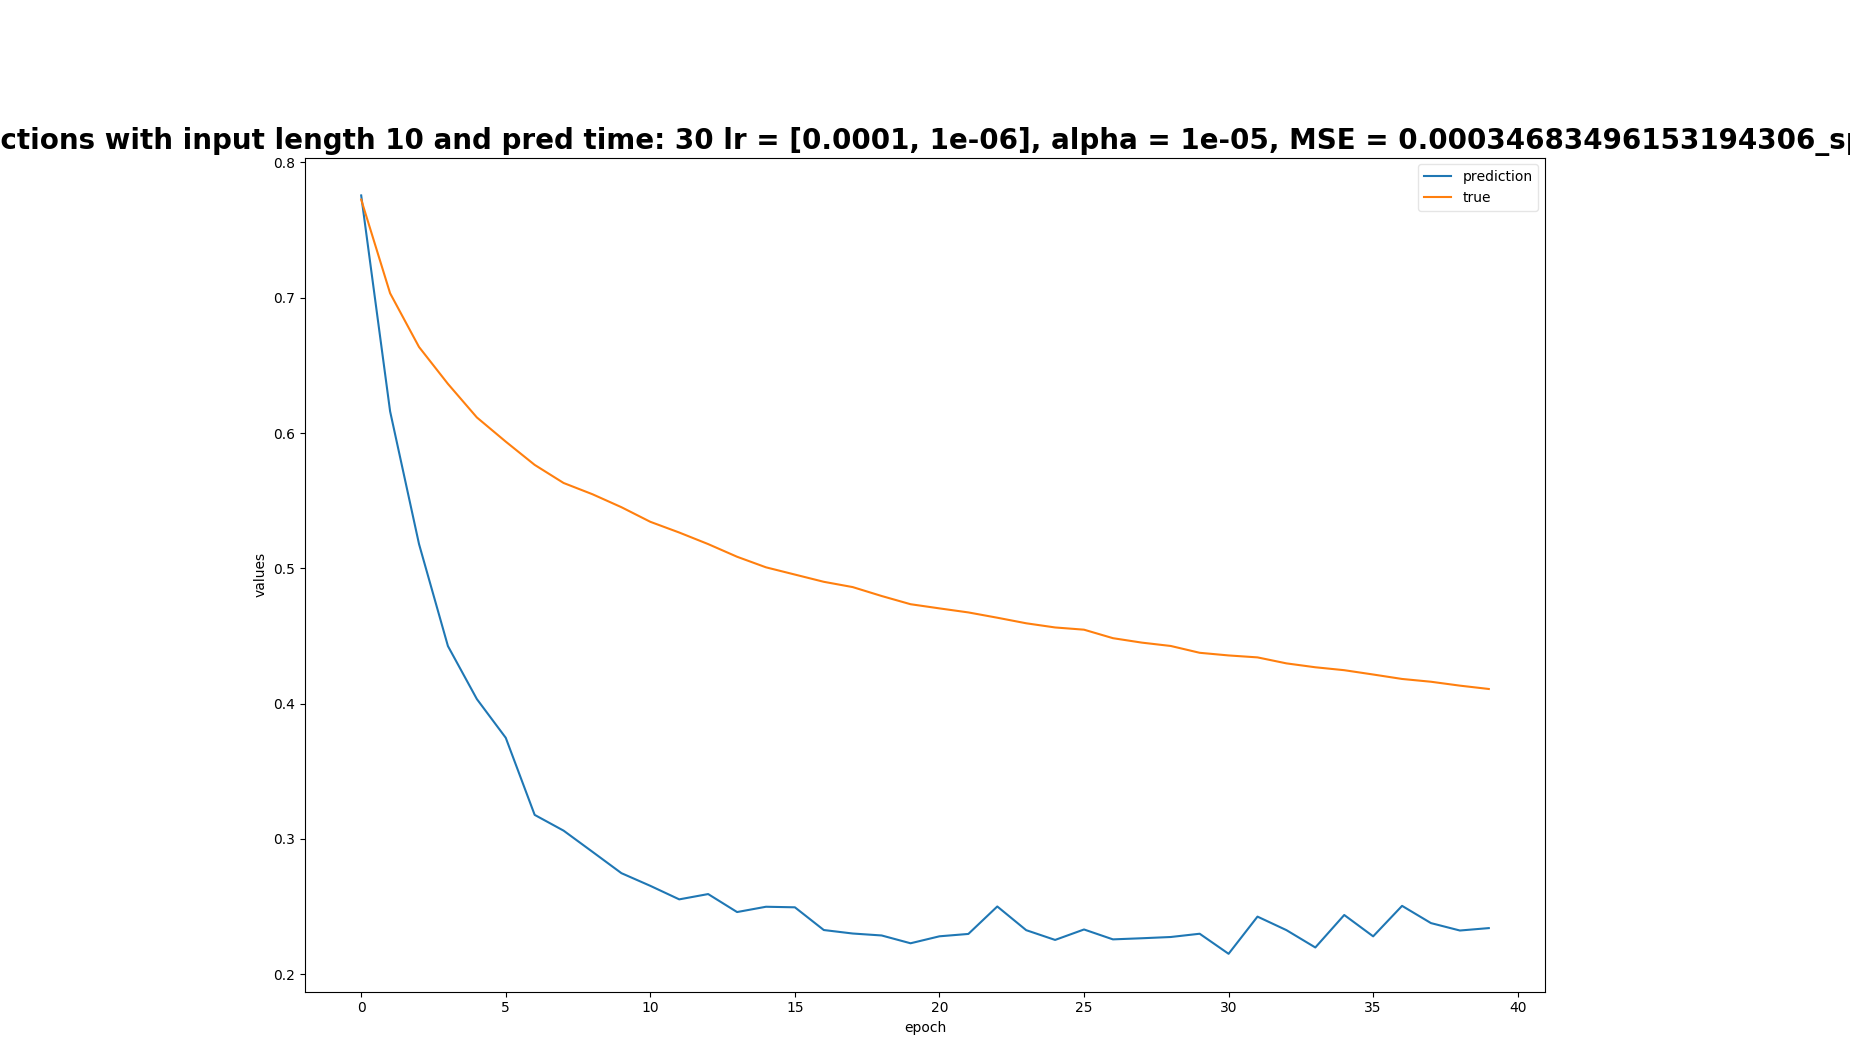 ctions with input length 10 and pred time: 30 lr = [0.0001, 1e-06], alpha = 1e-05, MSE = 0.00034683496153194306_sp
prediction
true
0.8
0.7
0.6
0.5
0.4
0.3
0.2
values
0 5 10 15 20 25 30 35 40
epoch